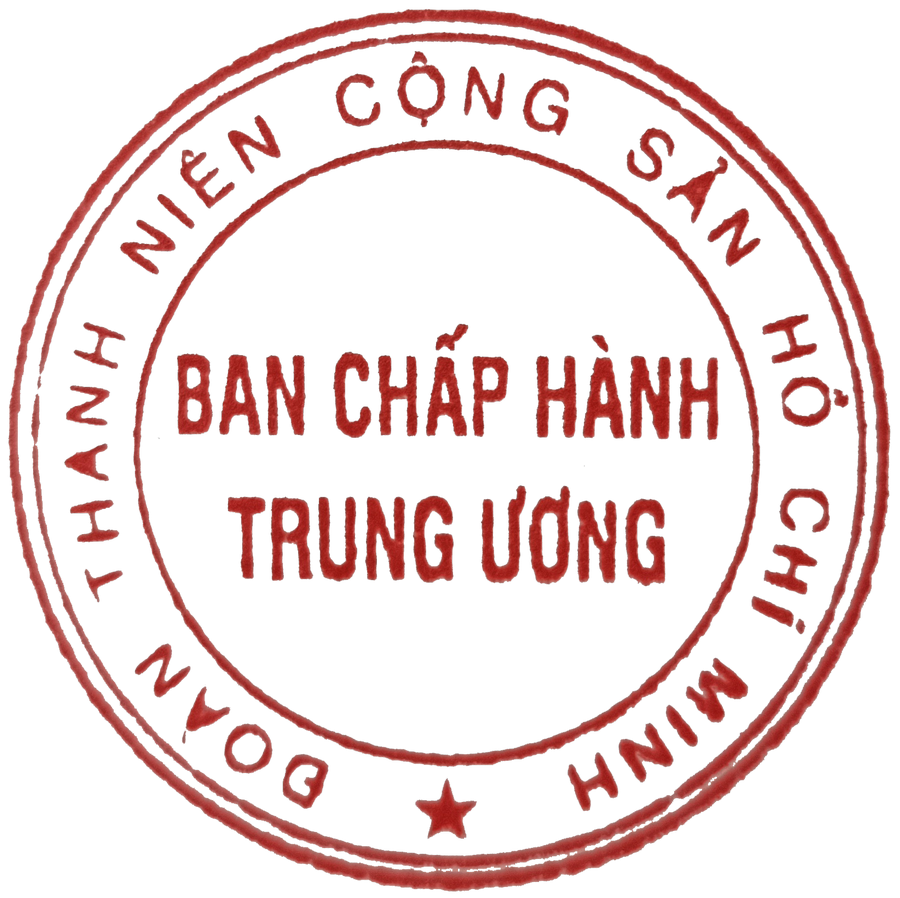 ĐOÀN THANH NIÊN CỘNG SẢN HỒ CHÍ MINH
BAN CHẤP HÀNH
TRUNG ƯƠNG